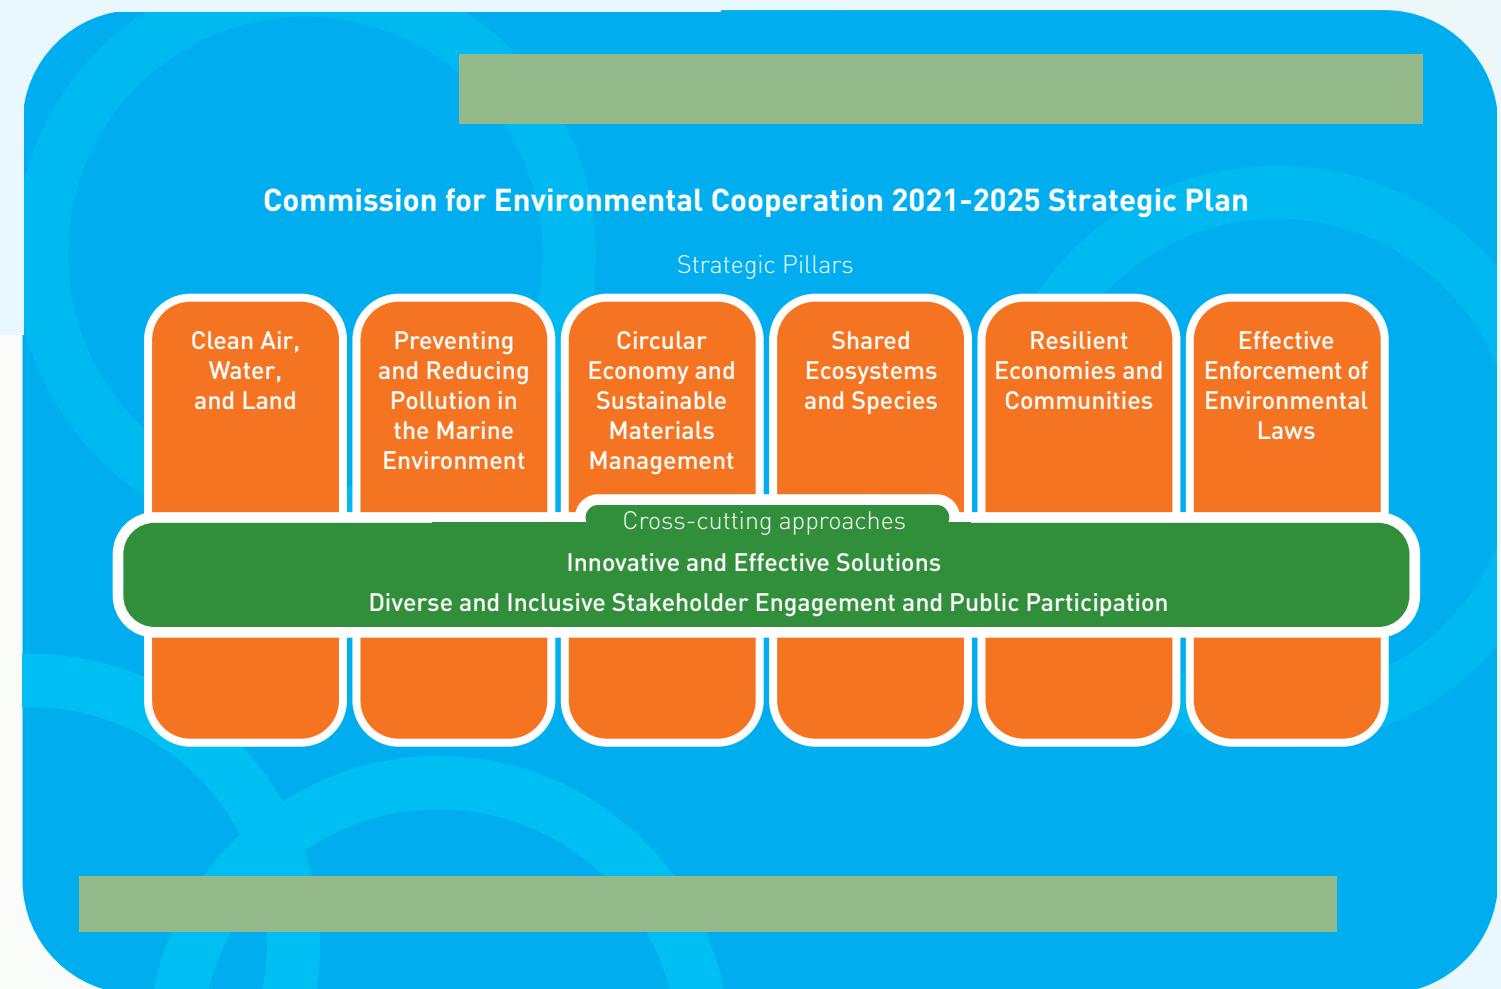 Commission for Environmental Cooperation 2021-2025 Strategic Plan
Strategic Pillars
Clean Air,
Water,
and Land
Preventing
and Reducing
Pollution in
the Marine
Environment
Circular
Economy and
Sustainable
Materials
Management
Shared
Ecosystems
and Species
Resilient
Economies and
Communities
Effective
Enforcement of
Environmental
Laws
Cross-cutting approaches
Innovative and Effective Solutions
Diverse and Inclusive Stakeholder Engagement and Public Participation